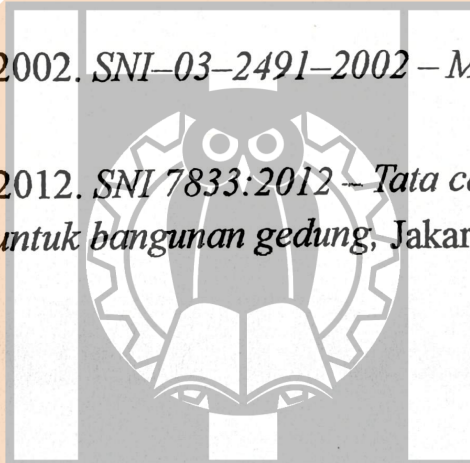 2002. SNI–03–2491–2002 – M
2012. SNI 7833:2012 – Tata c
untuk bangunan gedung, Jakar